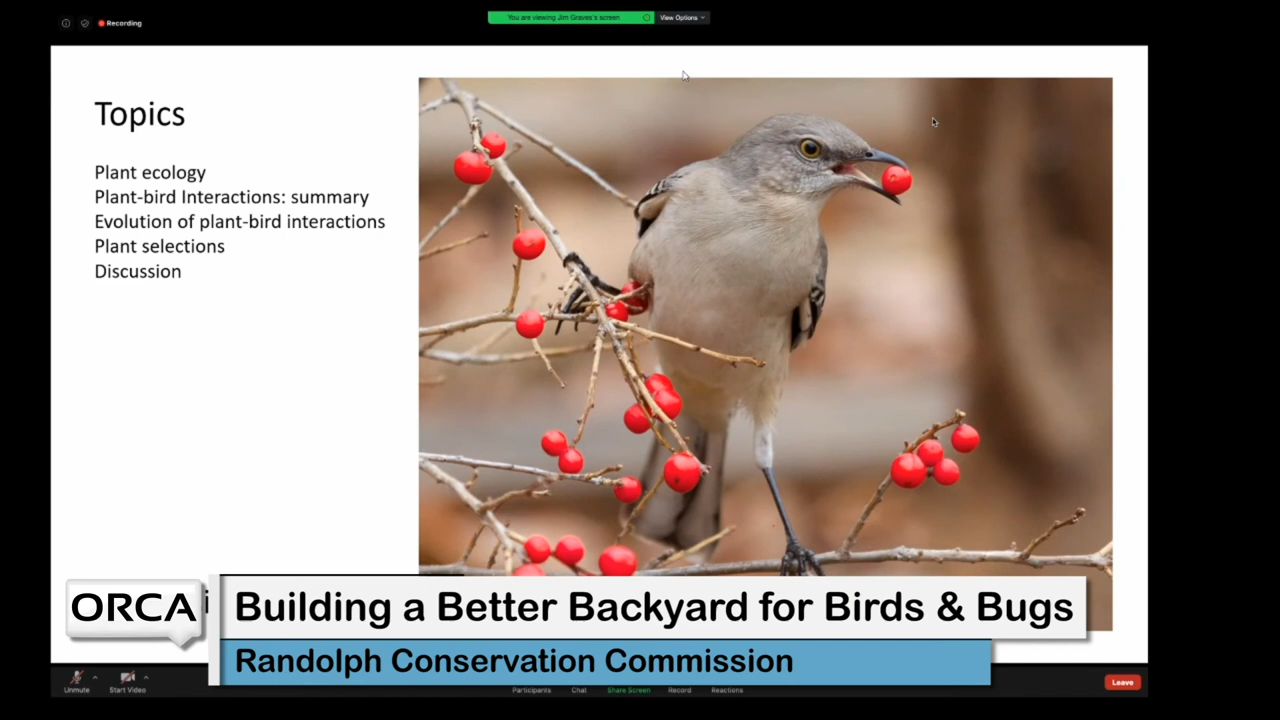 Recording
You are viewing Jim Graves's screen
View Options
Topics
Plant ecology
Plant-bird Interactions: summary
Evolution of plant-bird interactions
Plant selections
Discussion
ORCA
Building a Better Backyard for Birds & Bugs
Randolph Conservation Commission
Unmute
Start Video
Participants
Chat
Share Screen
Record
Reactions
Leave